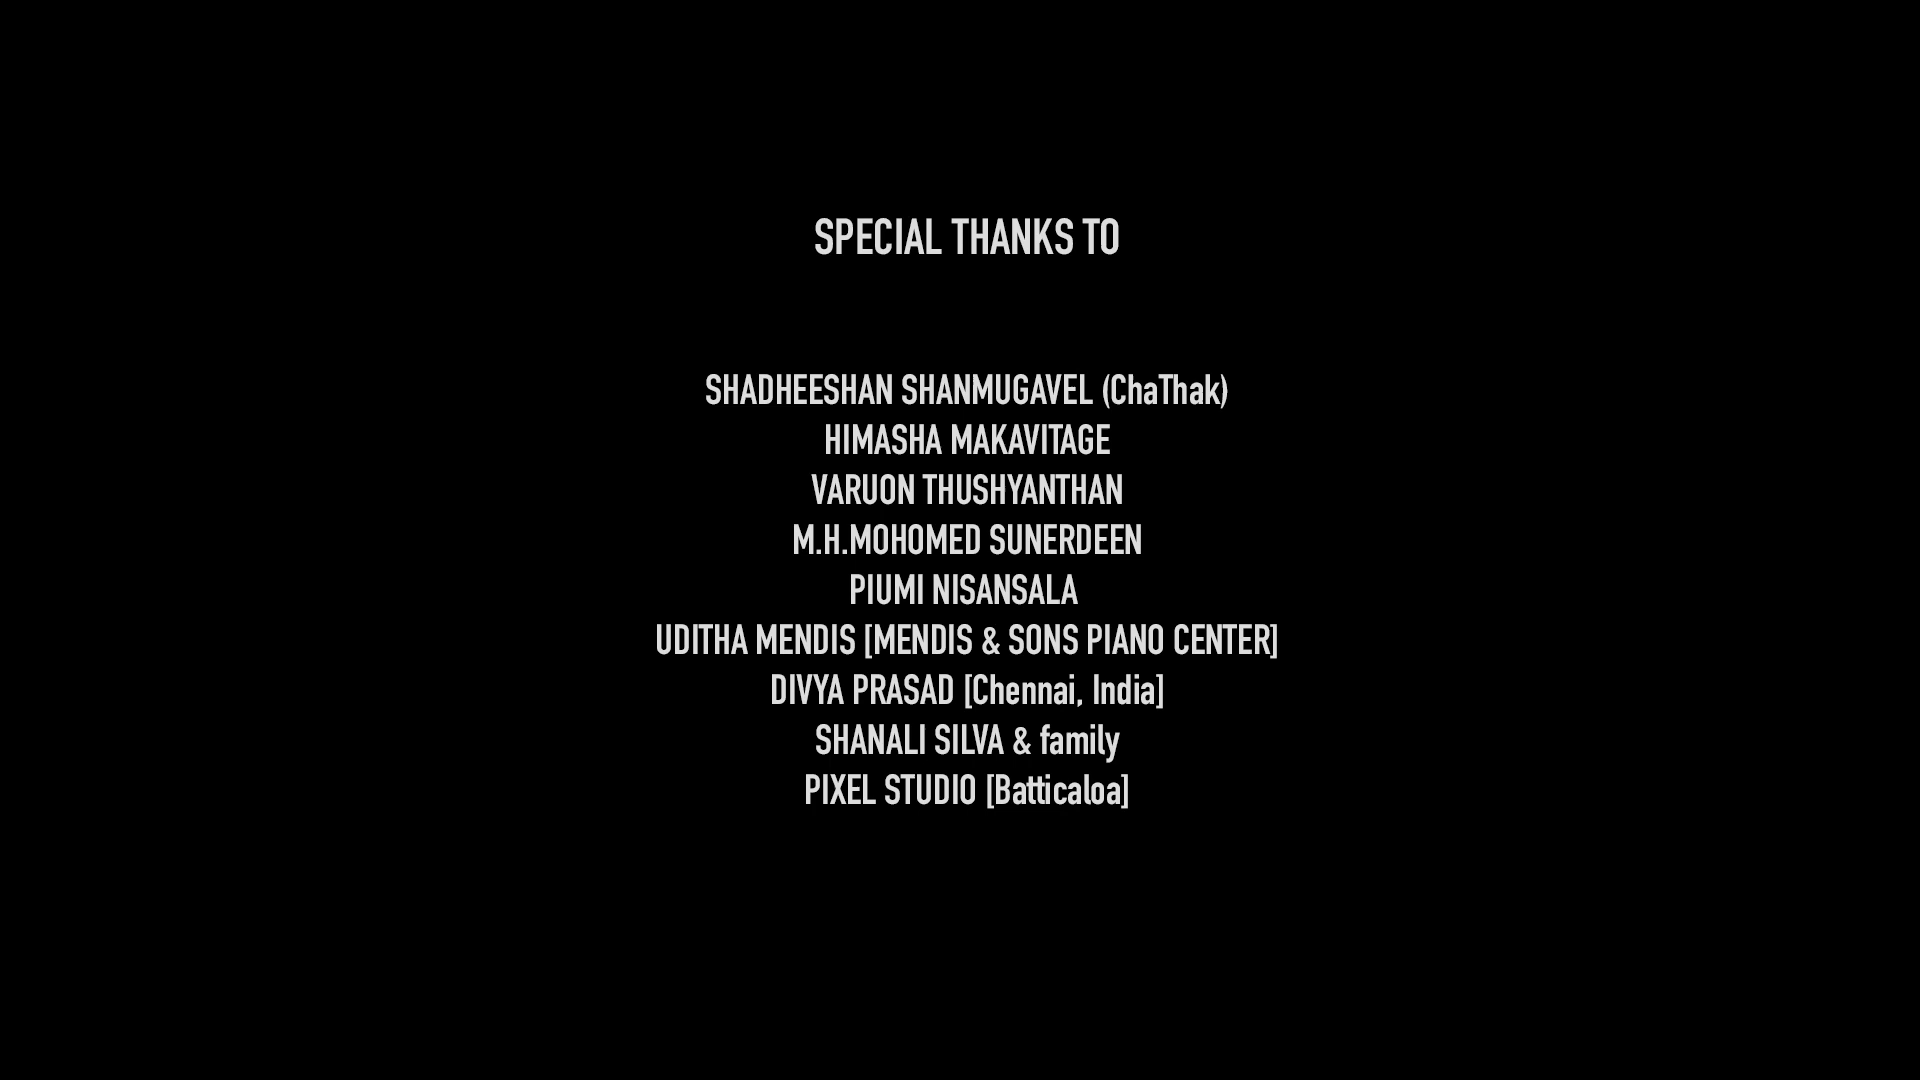 SPECIAL THANKS TO
SHADHEESHAN SHANMUGAVEL (ChaThak)
HIMASHA MAKAVITAGE
VARUON THUSHYANTHAN
M.H.MOHOMED SUNERDEEN
PIUMI NISANSALA
UDITHA MENDIS [MENDIS & SONS PIANO CENTER]
DIVYA PRASAD [Chennai, India]
SHANALI SILVA & family
PIXEL STUDIO [Batticaloa]